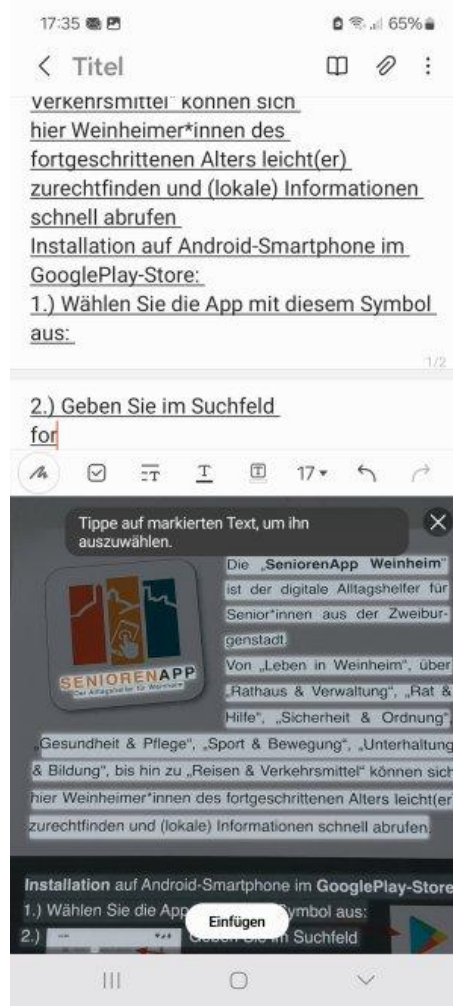 17:35
65%
Titel
Verkehrsmittel" können sich
hier Weinheimer*innen des
fortgeschrittenen Alters leicht(er)
zurechtfinden und (lokale) Informationen
schnell abrufen
Installation auf Android-Smartphone im
GooglePlay-Store:
1.) Wählen Sie die App mit diesem Symbol
aus:
1/2
2.) Geben Sie im Suchfeld
for
17
Tippe auf markierten Text, um ihn
auszuwählen.
Die „SeniorenApp Weinheim"
ist der digitale Alltagshelfer für
Senior*innen aus der Zweibur-
genstadt.
SENIORENAPP
Der Alltagshelfer für Weinheim
Von „Leben in Weinheim", über
„Rathaus & Verwaltung", „Rat &
Hilfe", „Sicherheit & Ordnung",
„Gesundheit & Pflege", „Sport & Bewegung", „Unterhaltung
& Bildung", bis hin zu „Reisen & Verkehrsmittel" können sich
hier Weinheimer*innen des fortgeschrittenen Alters leicht(er
zurechtfinden und (lokale) Informationen schnell abrufen.
Installation auf Android-Smartphone im GooglePlay-Store
1.) Wählen Sie die App ymbol aus:
2.) Sie im Suchfeld
Einfügen